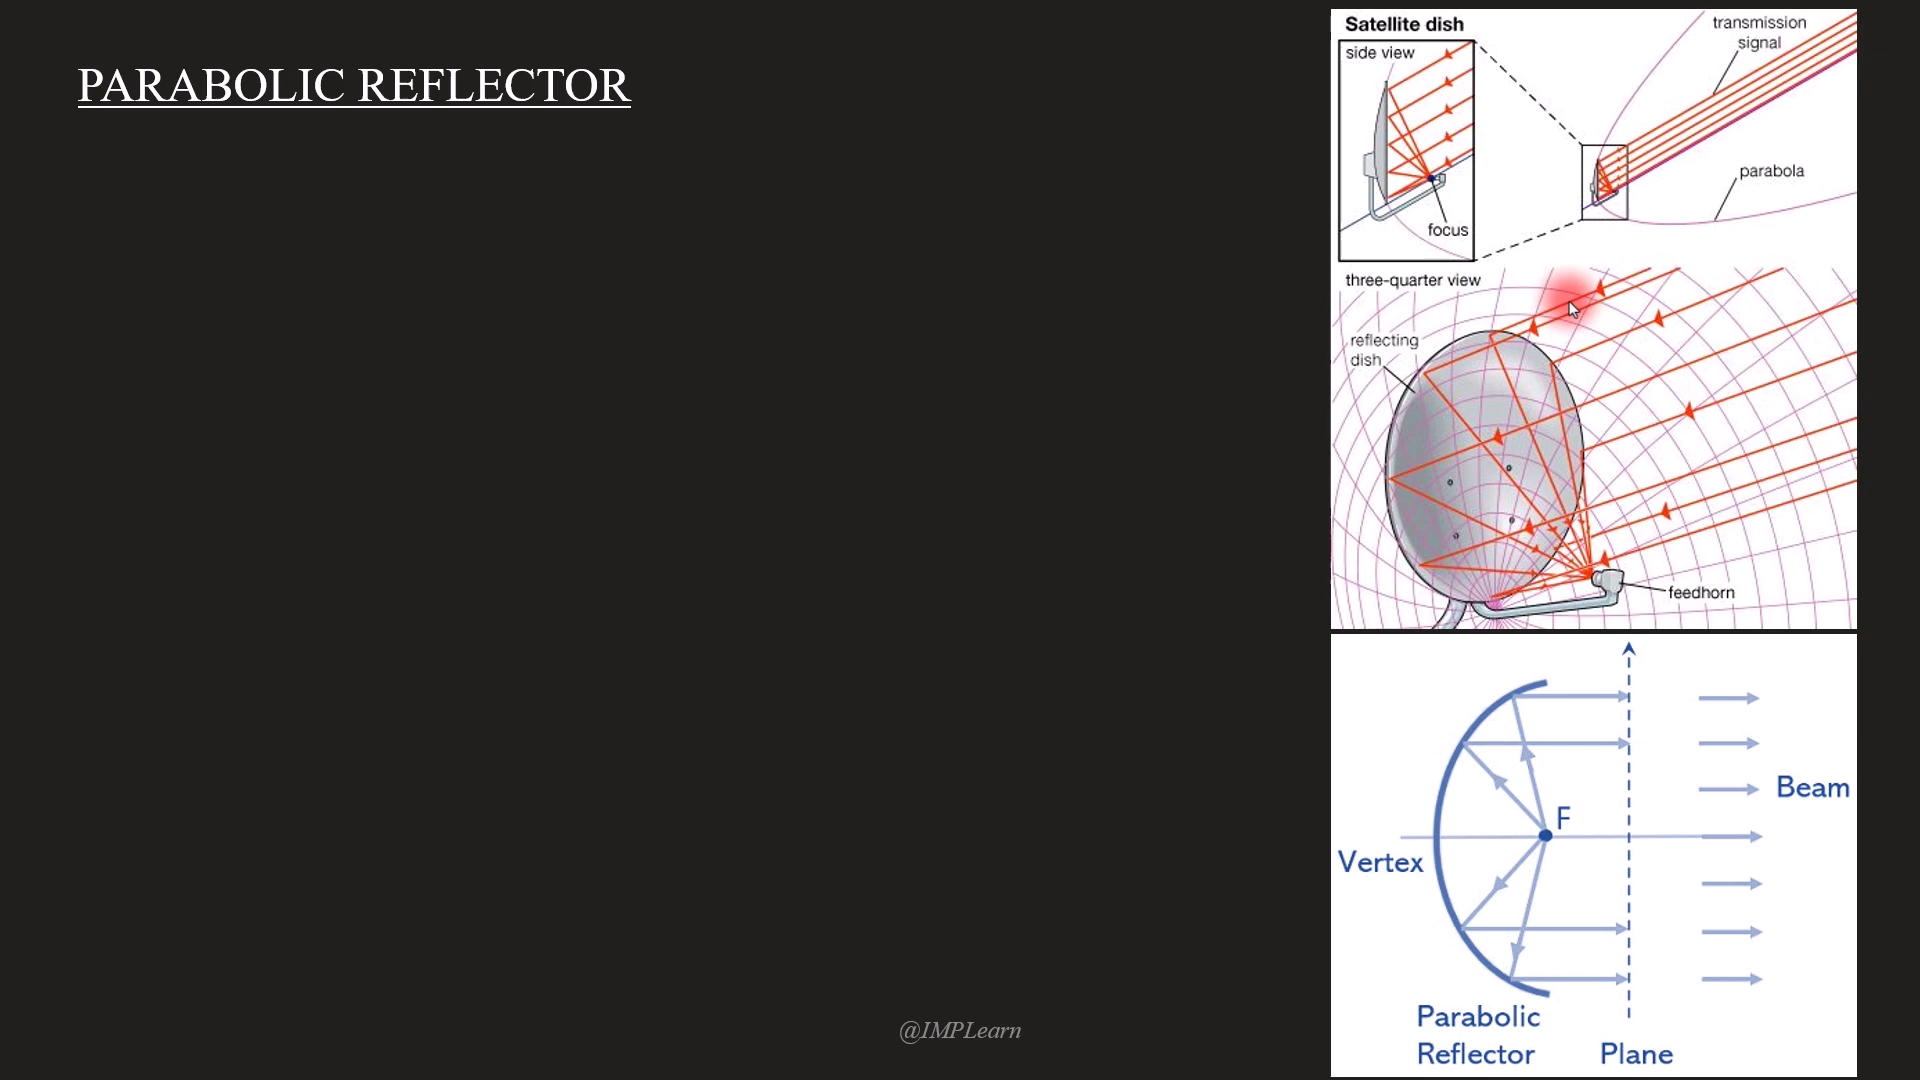 PARABOLIC REFLECTOR
Satellite dish
side view
transmission
signal
parabola
focus
three-quarter view
reflecting
dish
feedhorn
F
Beam
Vertex
Parabolic
Reflector
Plane
@IMPLearn